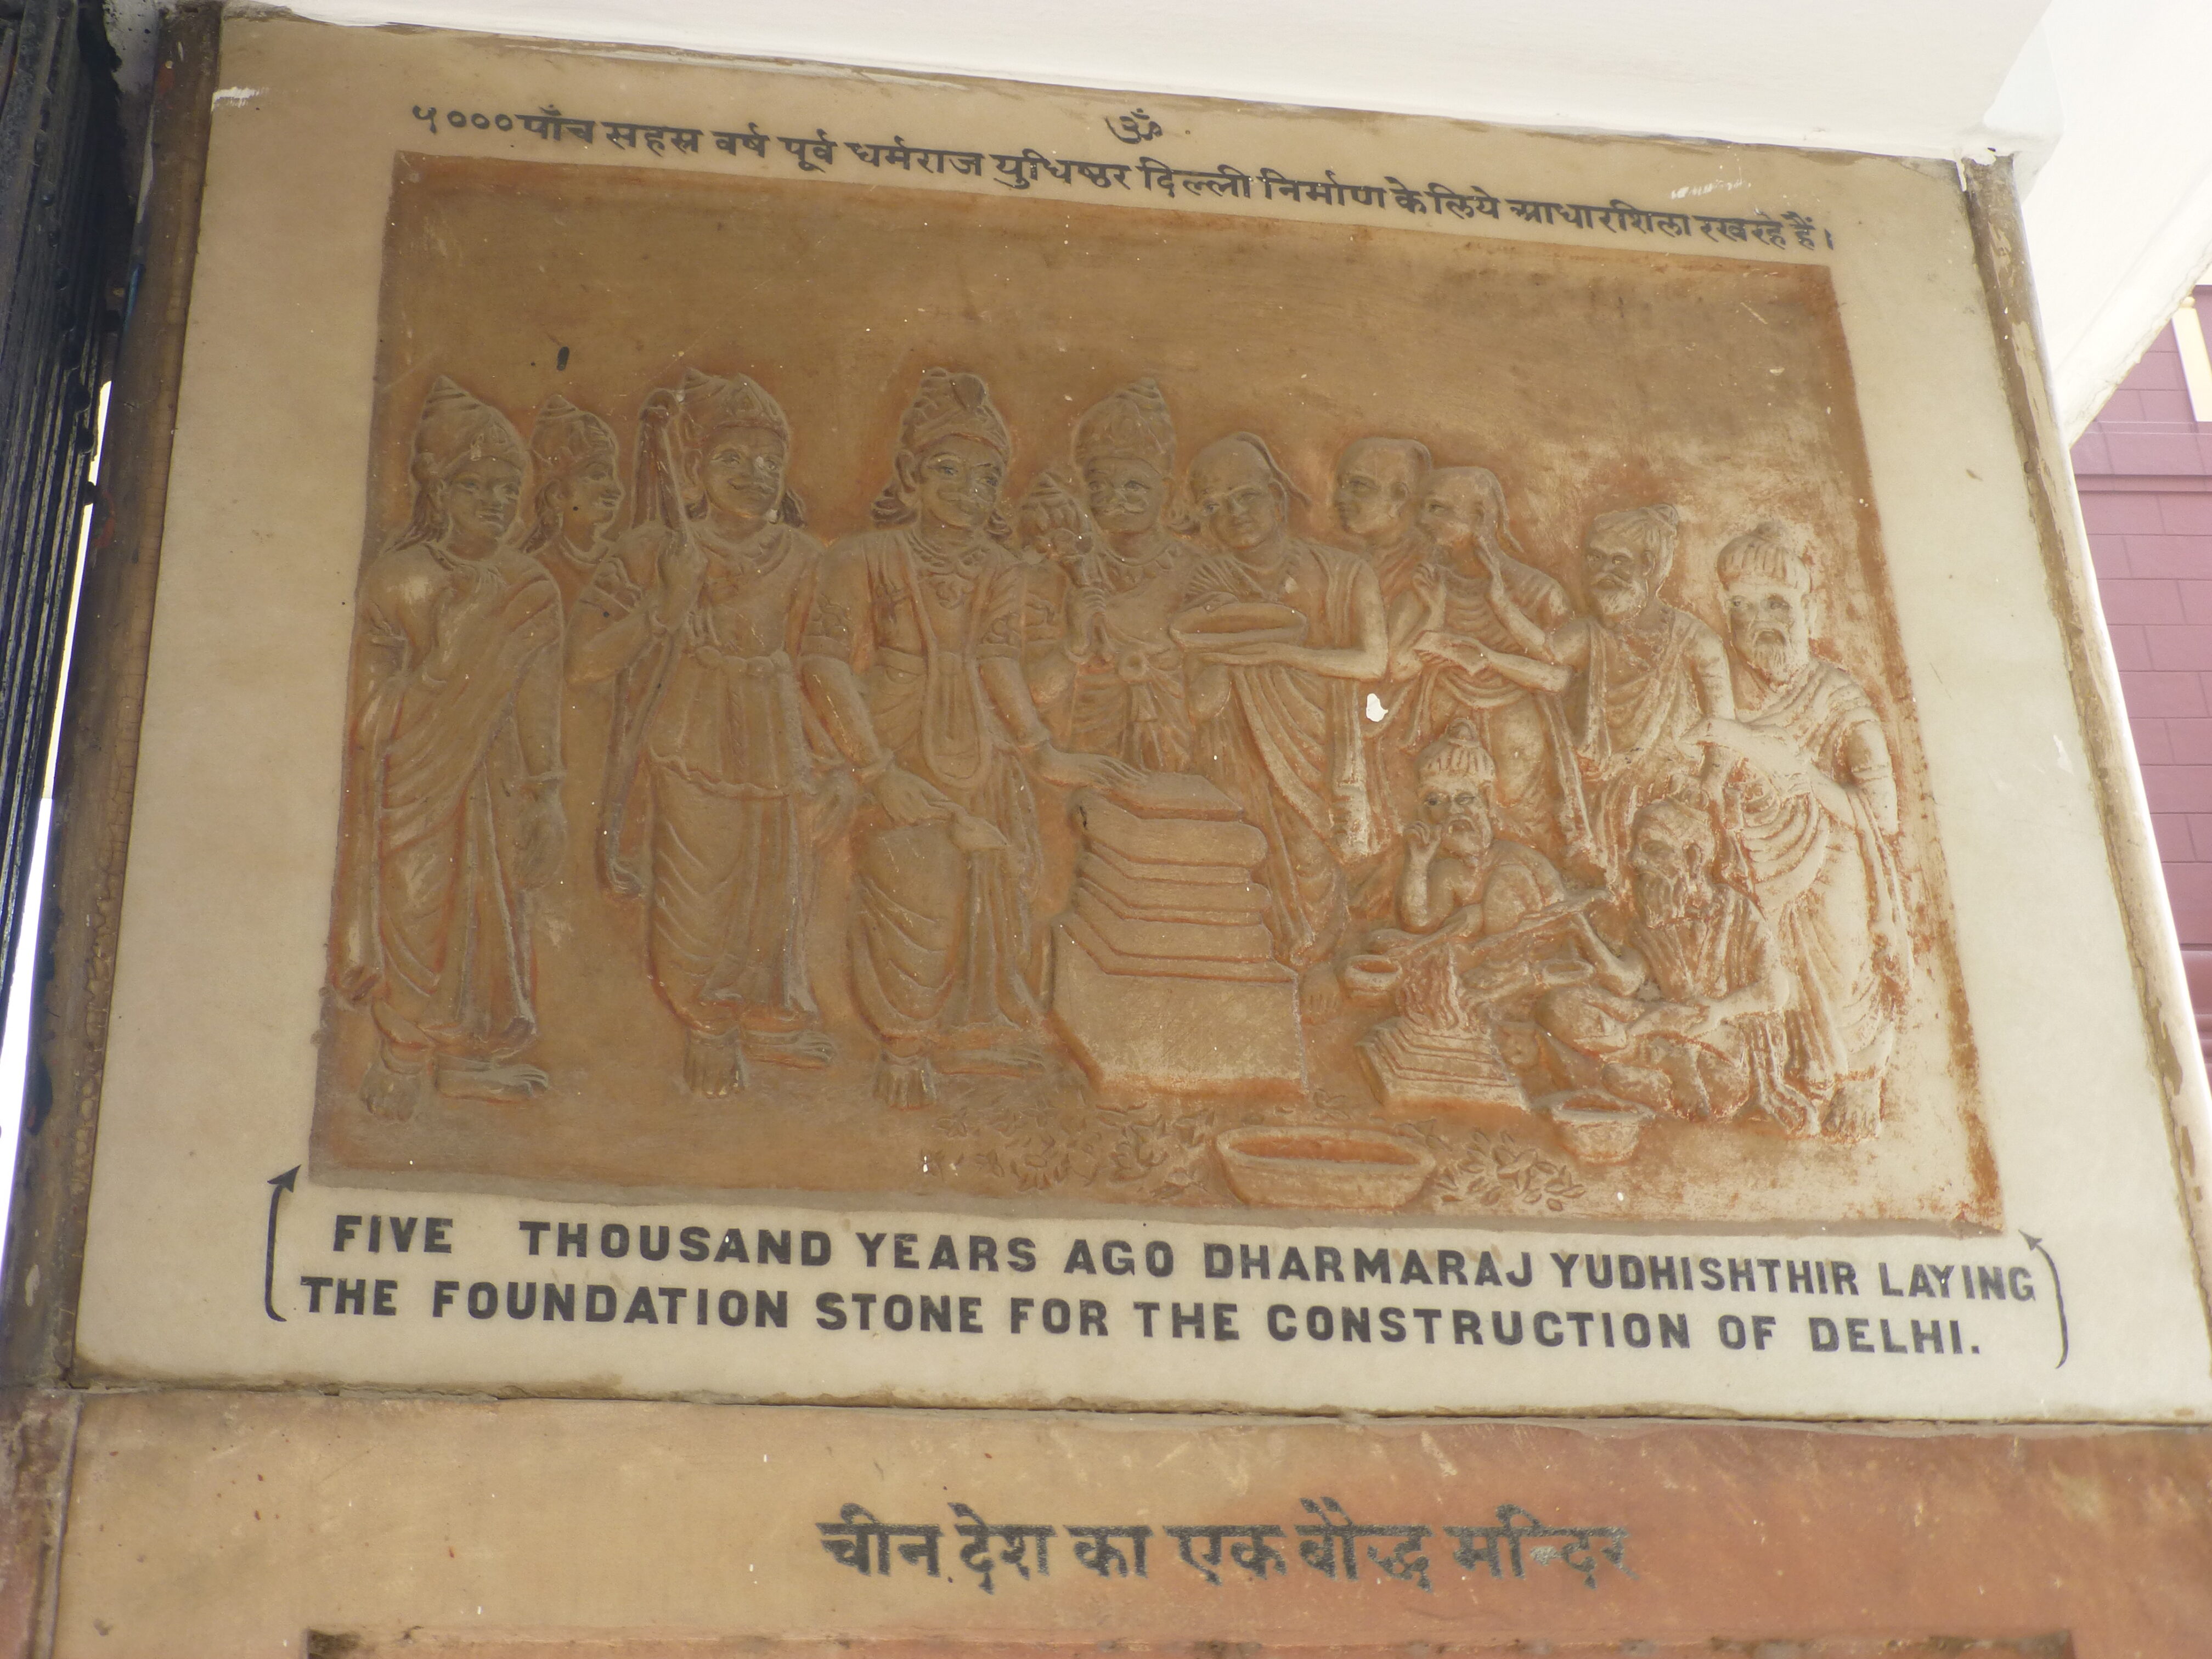 ॐ
५००० पाँच सहस्र वर्ष पूर्व धर्मराज युधिष्ठर दिल्ली निर्माण के लिये आधारशिला रख रहे हैं।
FIVE THOUSAND YEARS AGO DHARMARAJ YUDHISHTHIR LAYING
THE FOUNDATION STONE FOR THE CONSTRUCTION OF DELHI.
चीन देश का एक बौद्ध मन्दिर